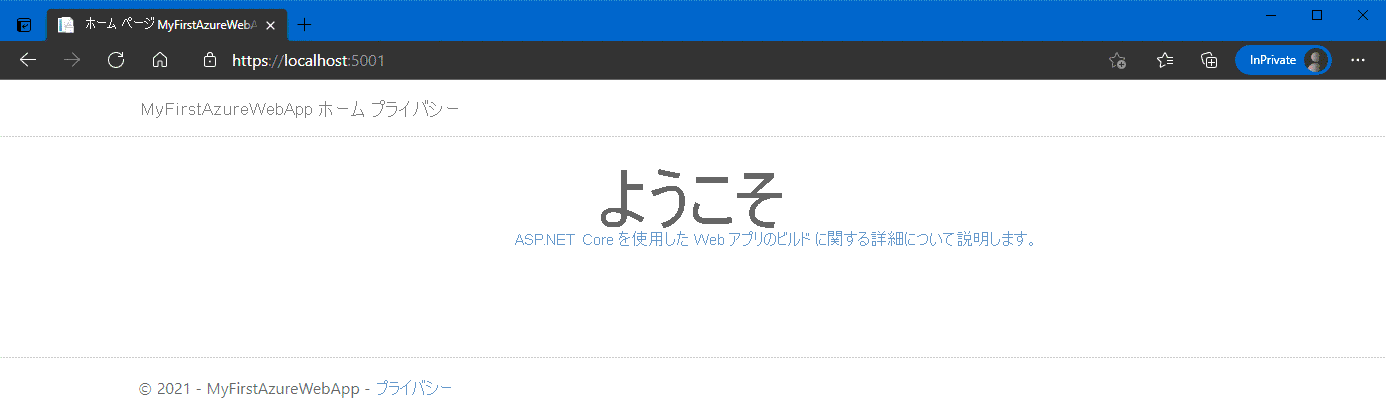 ホーム ページ MyFirstAzureWebA
https://localhost:5001
InPrivate
MyFirstAzureWebApp ホーム プライバシー
ようこそ
ASP.NET Core を使用した Web アプリのビルド に関する詳細について説明します。
© 2021 - MyFirstAzureWebApp - プライバシー